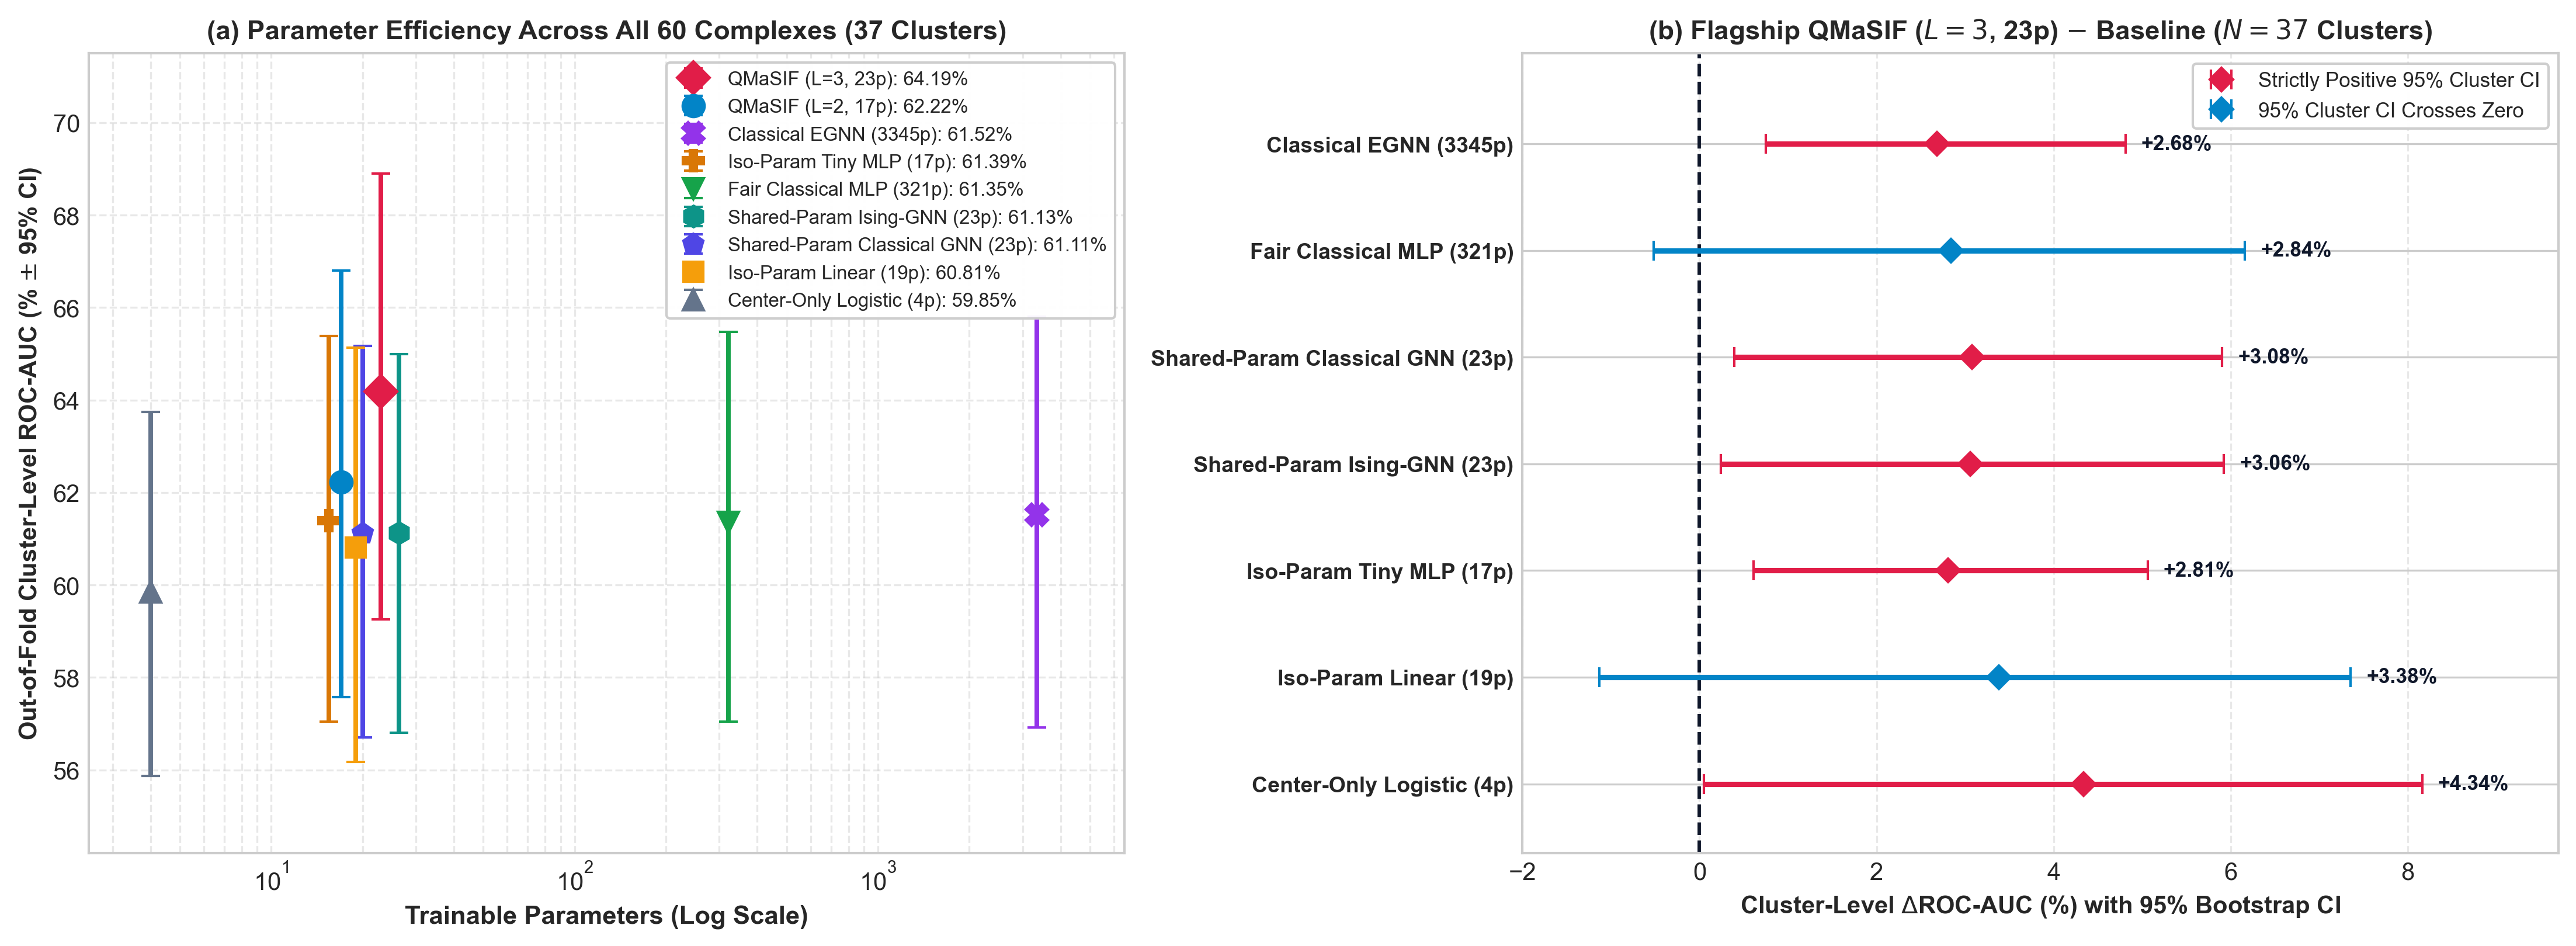 (a) Parameter Efficiency Across All 60 Complexes (37 Clusters)
QMaSIF (L=3, 23p): 64.19%
QMaSIF (L=2, 17p): 62.22%
Classical EGNN (3345p): 61.52%
Iso-Param Tiny MLP (17p): 61.39%
Fair Classical MLP (321p): 61.35%
Shared-Param Ising-GNN (23p): 61.13%
Shared-Param Classical GNN (23p): 61.11%
Iso-Param Linear (19p): 60.81%
Center-Only Logistic (4p): 59.85%
Out-of-Fold Cluster-Level ROC-AUC (% ± 95% CI)
70
68
66
64
62
60
58
56
10¹ 10² 10³
Trainable Parameters (Log Scale)
(b) Flagship QMaSIF (L = 3, 23p) − Baseline (N = 37 Clusters)
Strictly Positive 95% Cluster CI
95% Cluster CI Crosses Zero
Classical EGNN (3345p) +2.68%
Fair Classical MLP (321p) +2.84%
Shared-Param Classical GNN (23p) +3.08%
Shared-Param Ising-GNN (23p) +3.06%
Iso-Param Tiny MLP (17p) +2.81%
Iso-Param Linear (19p) +3.38%
Center-Only Logistic (4p) +4.34%
−2 0 2 4 6 8
Cluster-Level ΔROC-AUC (%) with 95% Bootstrap CI